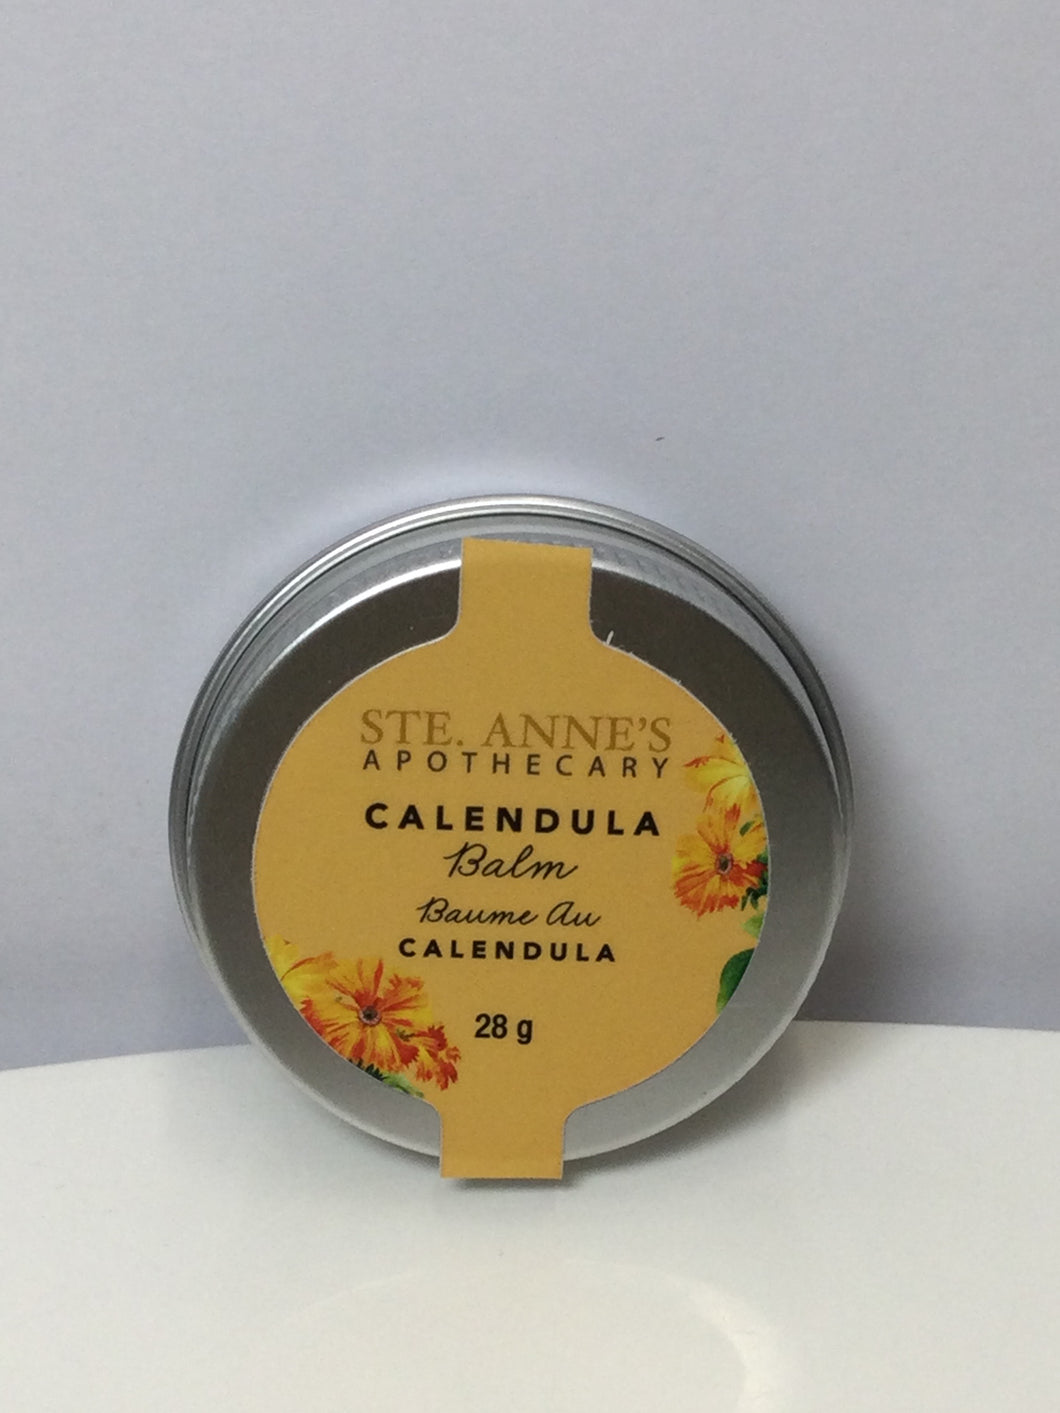 STE. ANNE'S
APOTHECARY
CALENDULA
Balm
Baume Au
CALENDULA
28 g